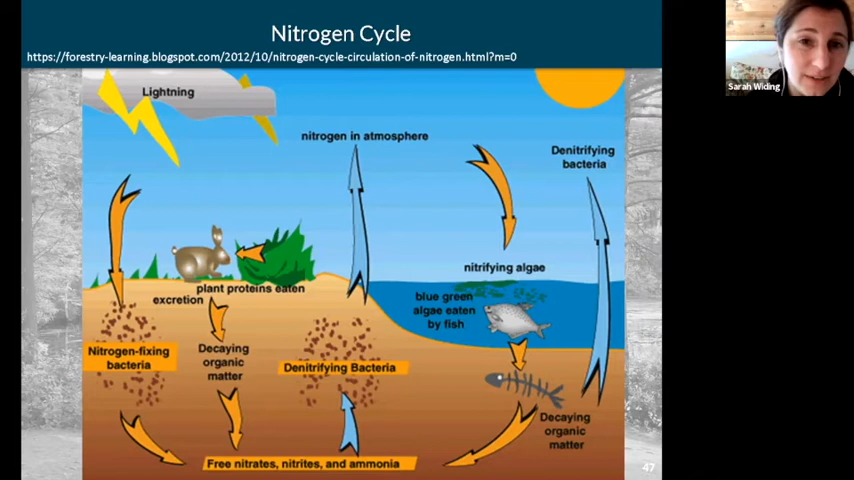 Nitrogen Cycle
https://forestry-learning.blogspot.com/2012/10/nitrogen-cycle-circulation-of-nitrogen.html?m=0
Sarah Widing
Lightning
nitrogen in atmosphere
Denitrifying
bacteria
nitrifying algae
plant proteins eaten
excretion
blue green
algae eaten
by fish
Nitrogen-fixing
bacteria
Decaying
organic
matter
Denitrifying Bacteria
Decaying
organic
matter
Free nitrates, nitrites, and ammonia
47